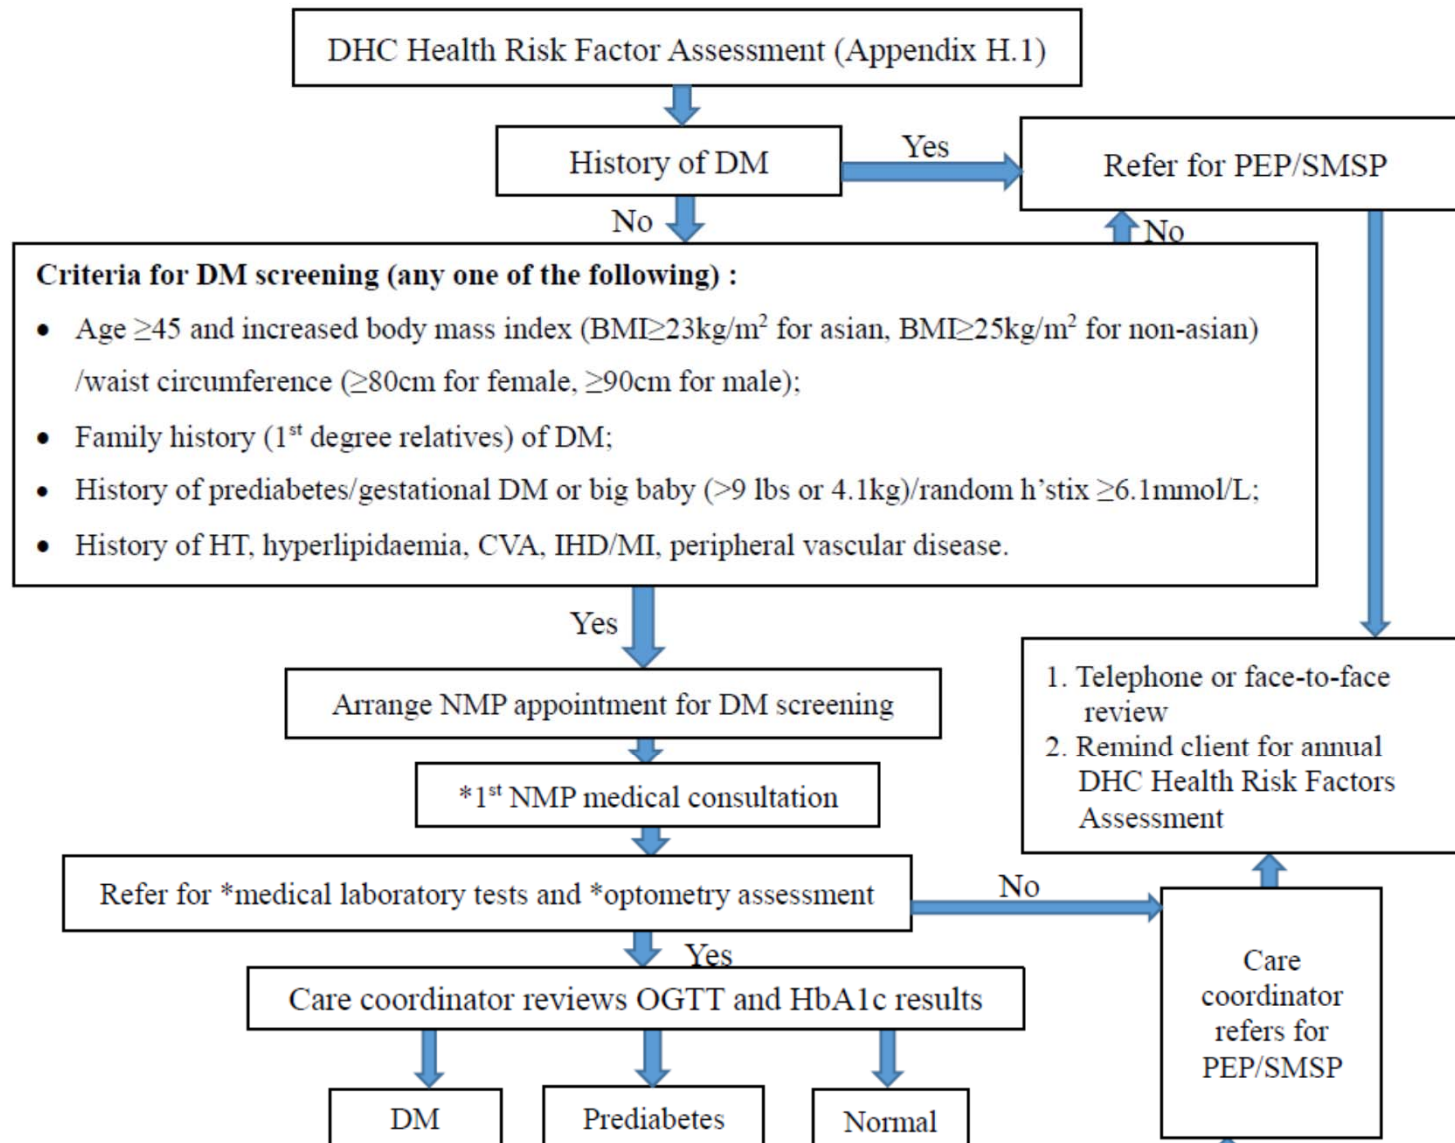 DHC Health Risk Factor Assessment (Appendix H.1)
History of DM
Yes
Refer for PEP/SMSP
No
No
Criteria for DM screening (any one of the following) :
• Age ≥45 and increased body mass index (BMI≥23kg/m² for asian, BMI≥25kg/m² for non-asian)
/waist circumference (≥80cm for female, ≥90cm for male);
• Family history (1st degree relatives) of DM;
• History of prediabetes/gestational DM or big baby (>9 lbs or 4.1kg)/random h’stix ≥6.1mmol/L;
• History of HT, hyperlipidaemia, CVA, IHD/MI, peripheral vascular disease.
Yes
Arrange NMP appointment for DM screening
*1st NMP medical consultation
Refer for *medical laboratory tests and *optometry assessment
No
Yes
1. Telephone or face-to-face
review
2. Remind client for annual
DHC Health Risk Factors
Assessment
Care coordinator reviews OGTT and HbA1c results
Care
coordinator
refers for
PEP/SMSP
DM
Prediabetes
Normal